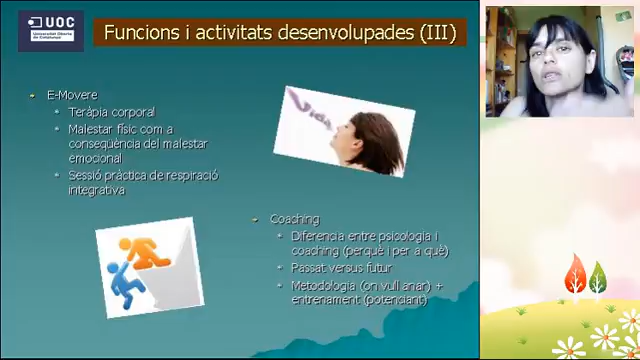 UOC
Universitat Oberta
de Catalunya
Funcions i activitats desenvolupades (III)
E-Movere
Teràpia corporal
Malestar físic com a
conseqüència del malestar
emocional
Sessió pràctica de respiració
integrativa
Vida
Coaching
Diferencia entre psicologia i
coaching (perquè i per a què)
Passat versus futur
Metodologia (on vull anar) +
entrenament (potenciant)